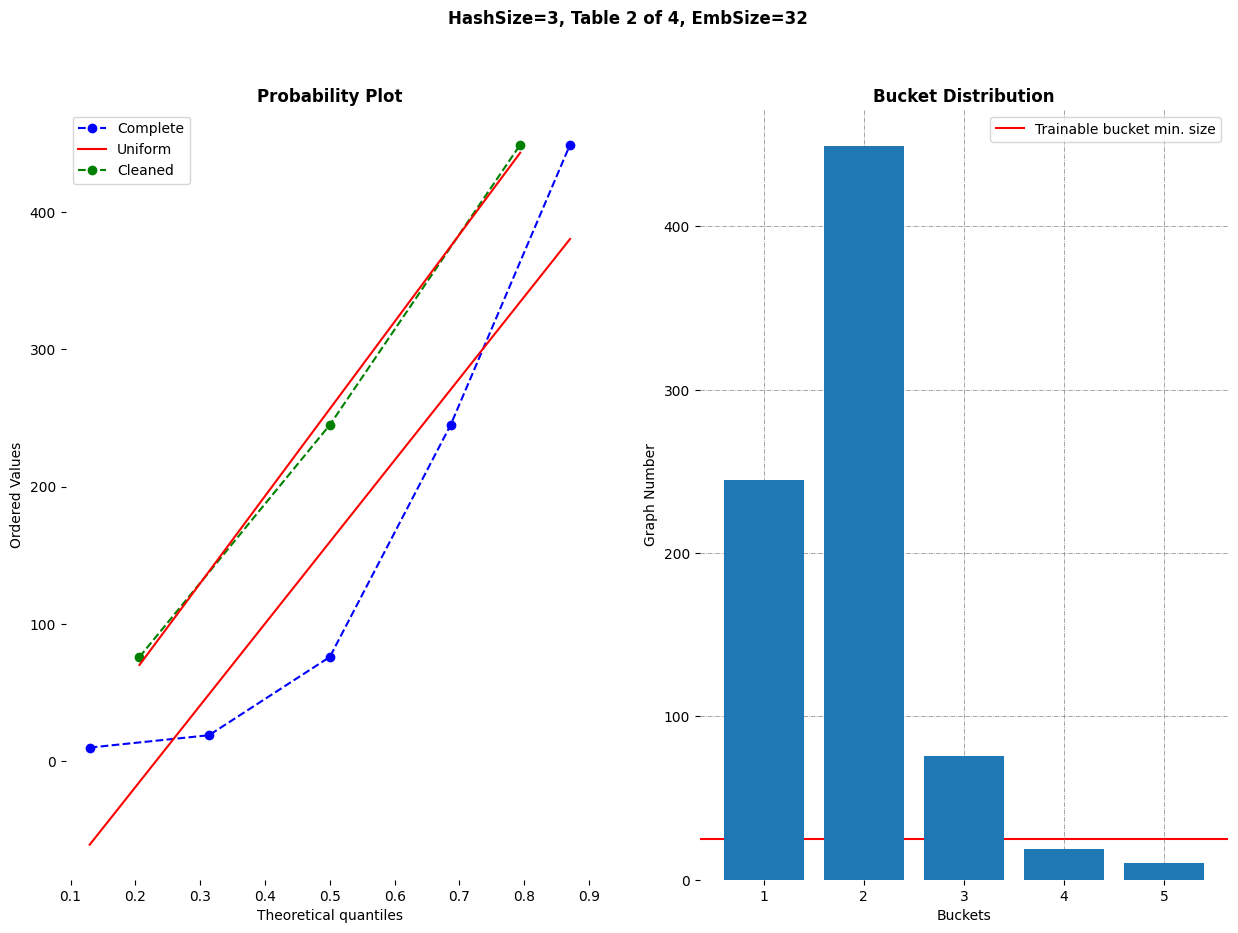 HashSize=3, Table 2 of 4, EmbSize=32
Probability Plot
Complete
Uniform
Cleaned
400
300
200
100
0
Ordered Values
0.1 0.2 0.3 0.4 0.5 0.6 0.7 0.8 0.9
Theoretical quantiles
Bucket Distribution
Trainable bucket min. size
400
300
200
100
0
Graph Number
1 2 3 4 5
Buckets